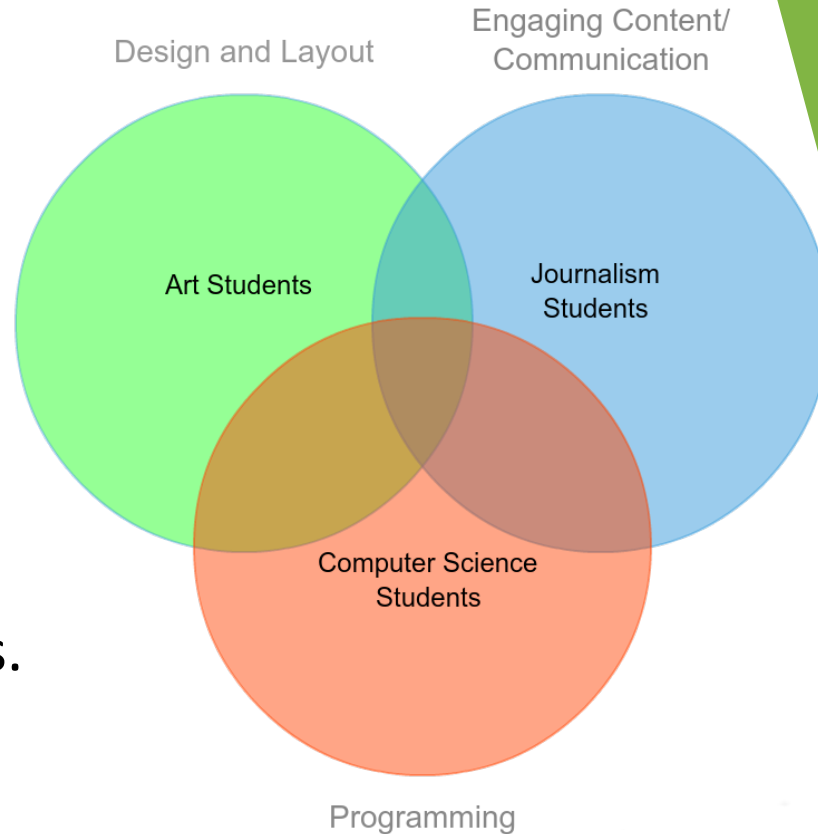 Design and Layout
Engaging Content/
Communication
Art Students
Journalism
Students
Computer Science
Students
s.
Programming